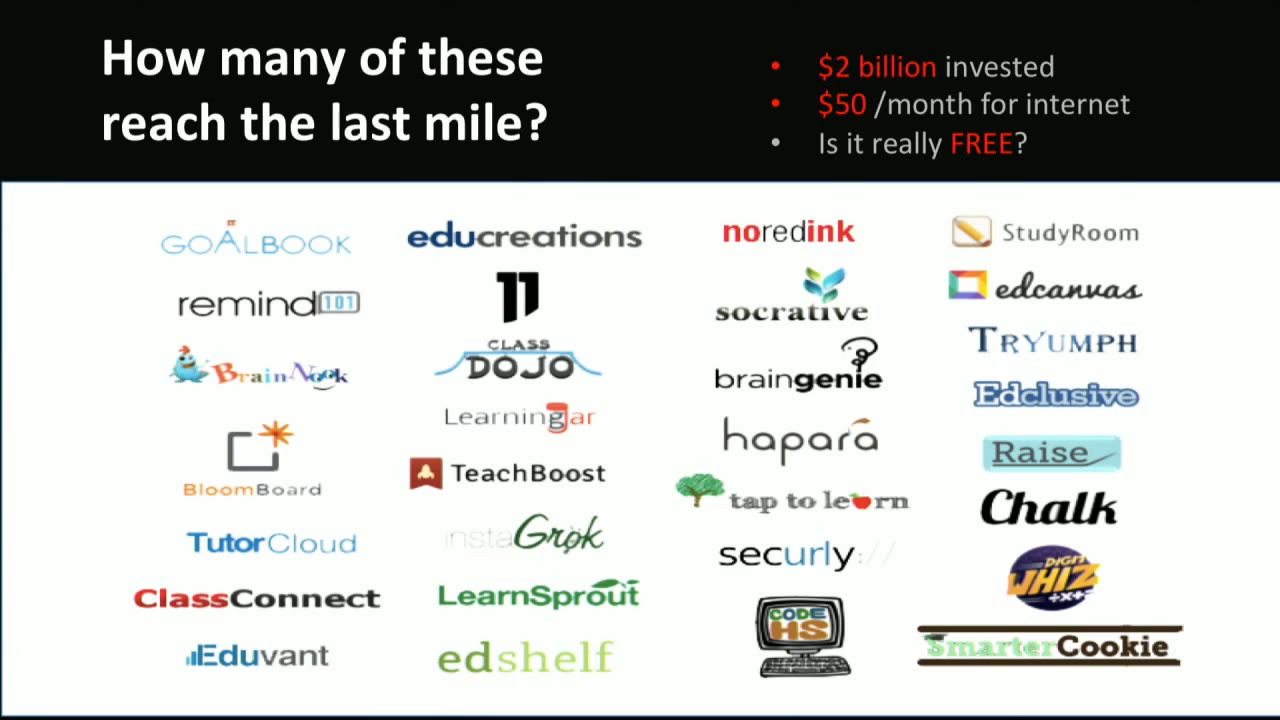 How many of these
reach the last mile?
• $2 billion invested
• $50 /month for internet
• Is it really FREE?
GOALBOOK
remind101
BrainNook
BloomBoard
TutorCloud
ClassConnect
Eduvant
educreations
CLASS
DOJO
LearningJar
TeachBoost
instaGrok
LearnSprout
edshelf
noredink
socrative
braingenie
hapara
tap to learn
securly://
CODE
HS
StudyRoom
edcanvas
TRYUMPH
Edclusive
Raise
Chalk
DIGIT
WHIZ
÷×+-
SmarterCookie